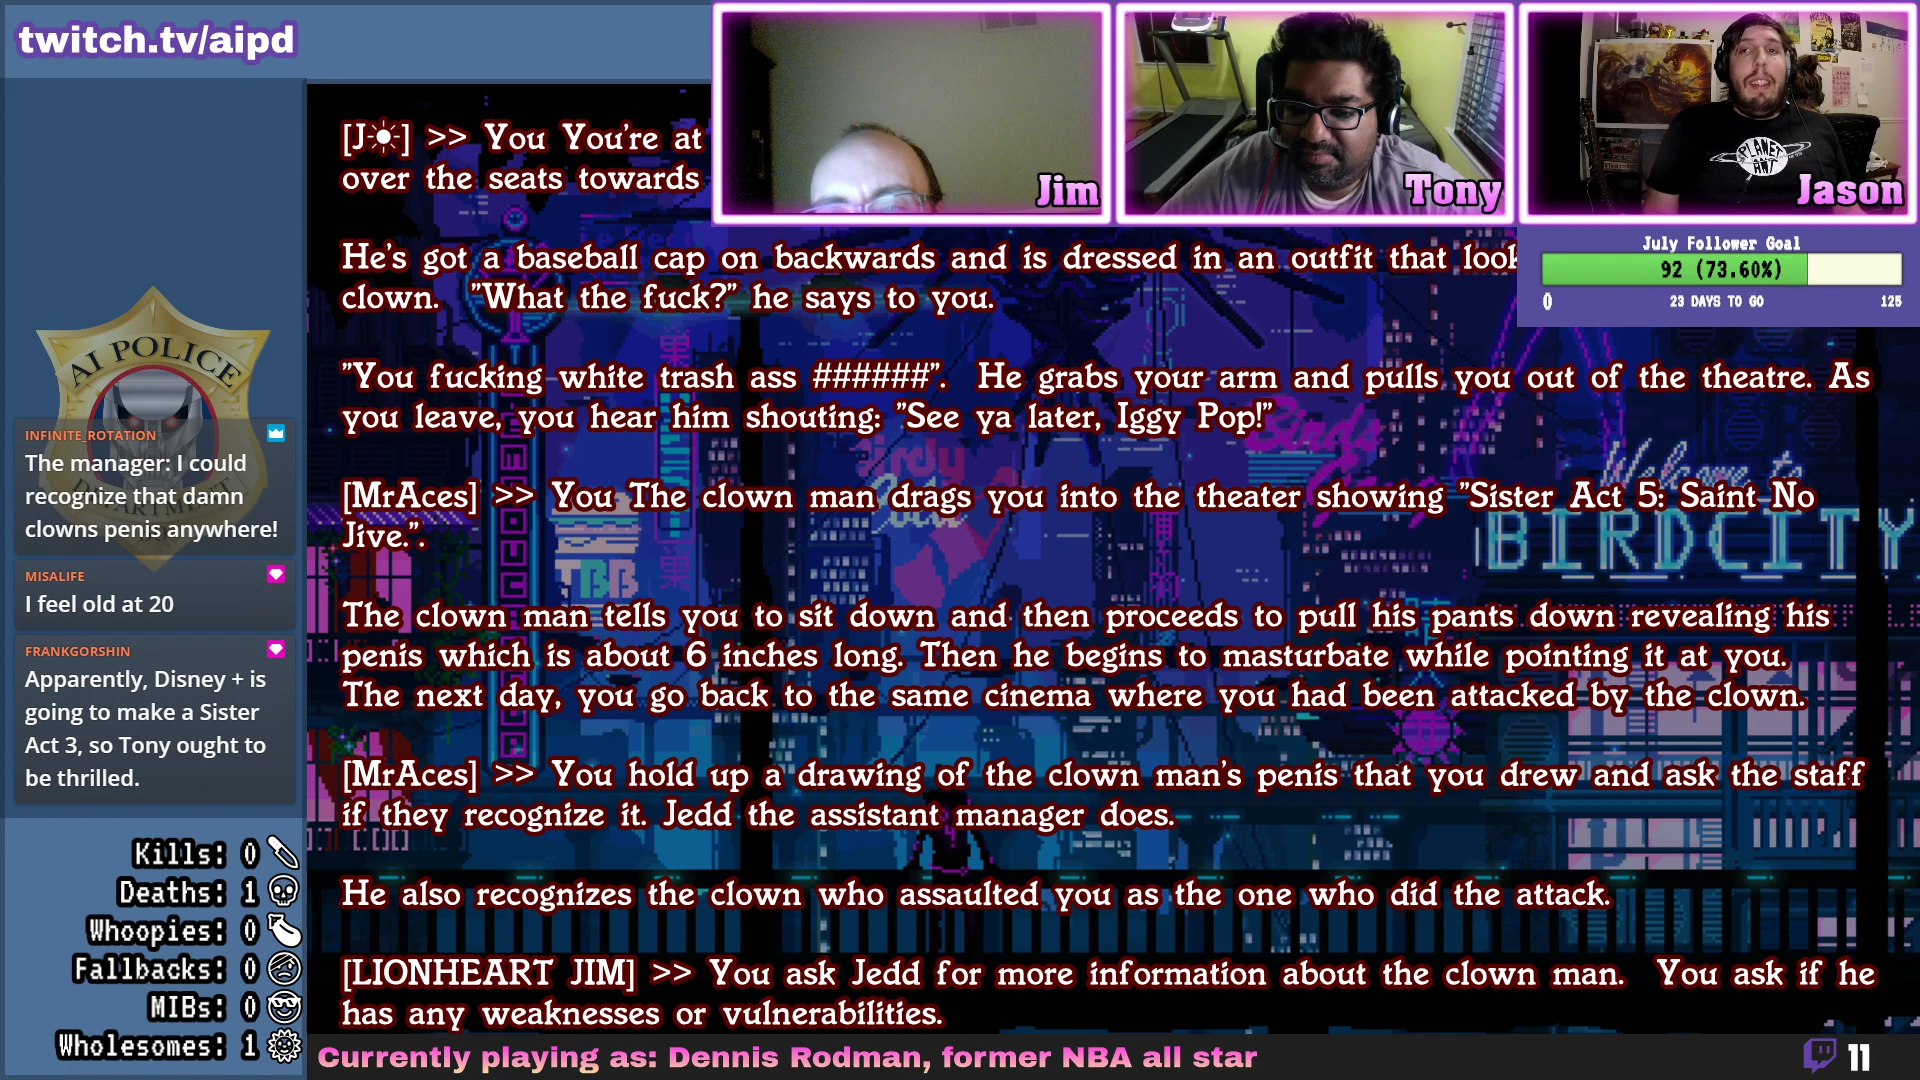 twitch.tv/aipd
Jim
Tony
PLANET
ANT
Jason
July Follower Goal
92 (73.60%)
0
23 DAYS TO GO
125
[J☀] >> You You're at
over the seats towards
He's got a baseball cap on backwards and is dressed in an outfit that look
clown. "What the fuck?" he says to you.
"You fucking white trash ass ######". He grabs your arm and pulls you out of the theatre. As
you leave, you hear him shouting: "See ya later, Iggy Pop!"
[MrAces] >> You The clown man drags you into the theater showing "Sister Act 5: Saint No
Jive.".
The clown man tells you to sit down and then proceeds to pull his pants down revealing his
penis which is about 6 inches long. Then he begins to masturbate while pointing it at you.
The next day, you go back to the same cinema where you had been attacked by the clown.
[MrAces] >> You hold up a drawing of the clown man's penis that you drew and ask the staff
if they recognize it. Jedd the assistant manager does.
He also recognizes the clown who assaulted you as the one who did the attack.
[LIONHEART JIM] >> You ask Jedd for more information about the clown man. You ask if he
has any weaknesses or vulnerabilities.
Welcome to
BIRDCITY
TBB
AI POLICE
DEPARTMENT
INFINITE_ROTATION
The manager: I could
recognize that damn
clowns penis anywhere!
MISALIFE
I feel old at 20
FRANKGORSHIN
Apparently, Disney + is
going to make a Sister
Act 3, so Tony ought to
be thrilled.
Kills: 0
Deaths: 1
Whoopies: 0
Fallbacks: 0
MIBs: 0
Wholesomes: 1
Currently playing as: Dennis Rodman, former NBA all star
11